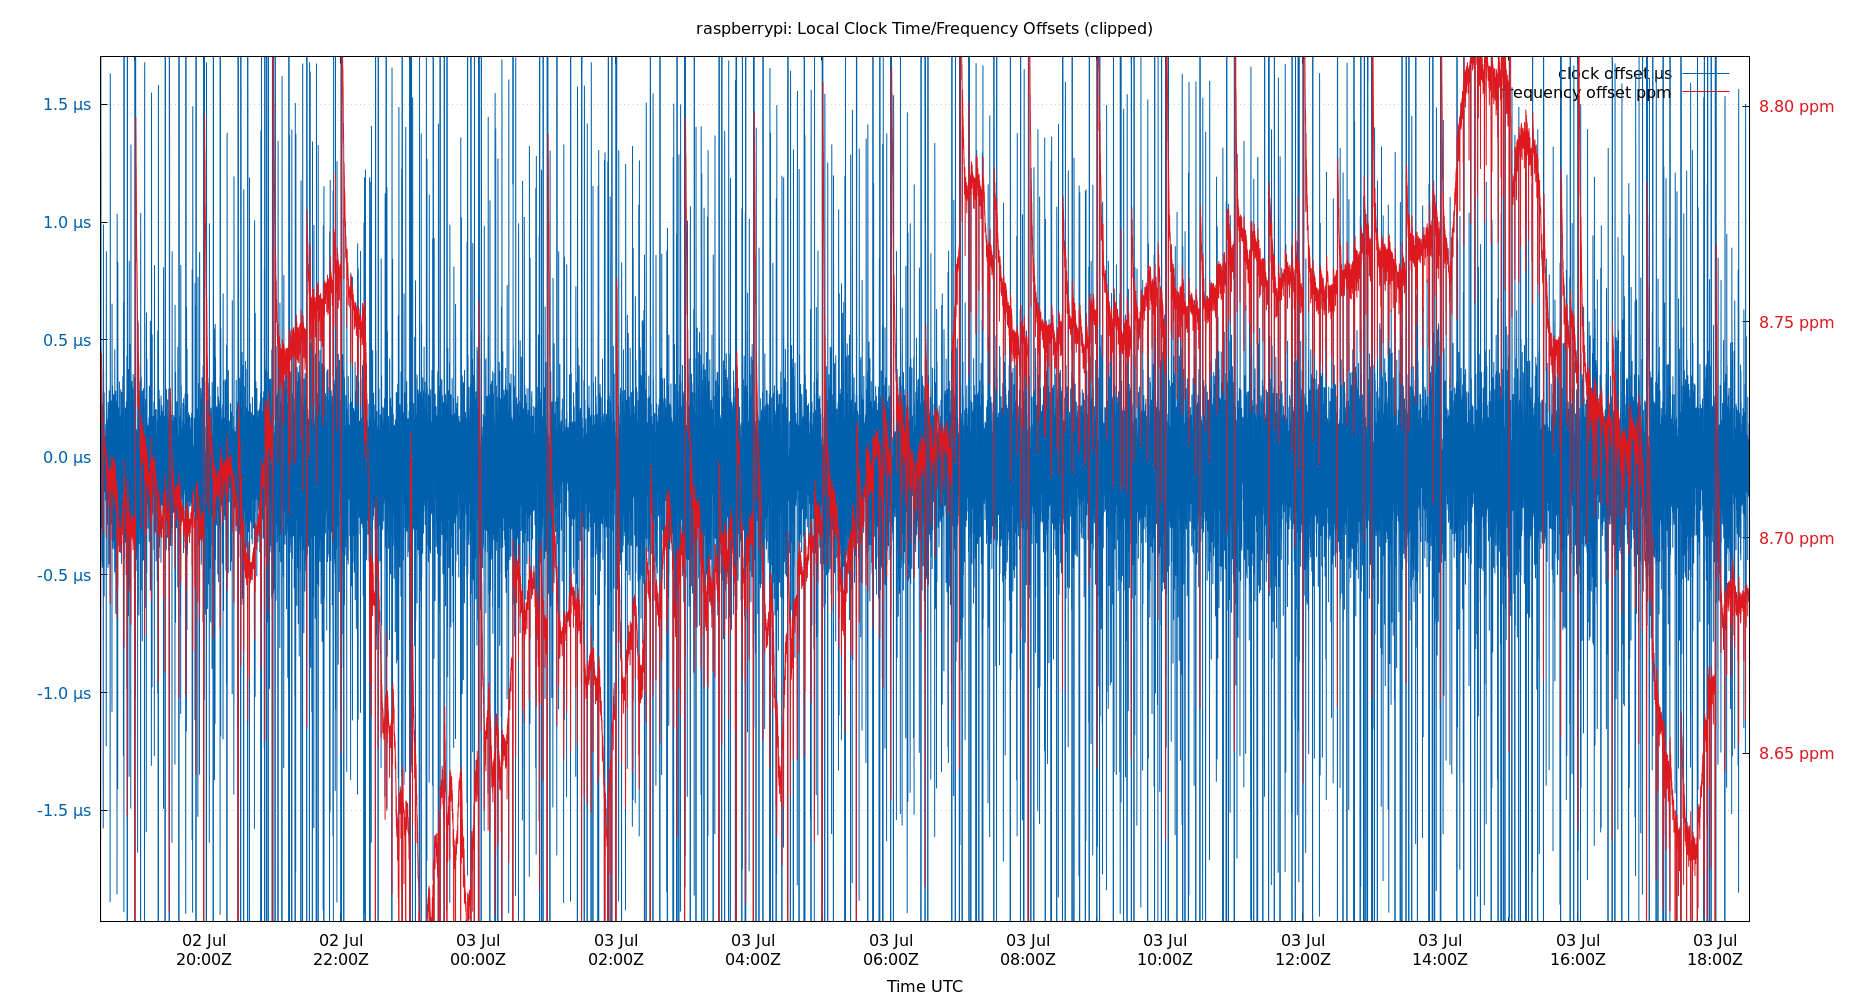 raspberrypi: Local Clock Time/Frequency Offsets (clipped)
clock offset µs
frequency offset ppm
1.5 µs
1.0 µs
0.5 µs
0.0 µs
-0.5 µs
-1.0 µs
-1.5 µs
8.80 ppm
8.75 ppm
8.70 ppm
8.65 ppm
02 Jul 02 Jul 03 Jul 03 Jul 03 Jul 03 Jul 03 Jul 03 Jul 03 Jul 03 Jul 03 Jul 03 Jul
20:00Z 22:00Z 00:00Z 02:00Z 04:00Z 06:00Z 08:00Z 10:00Z 12:00Z 14:00Z 16:00Z 18:00Z
Time UTC